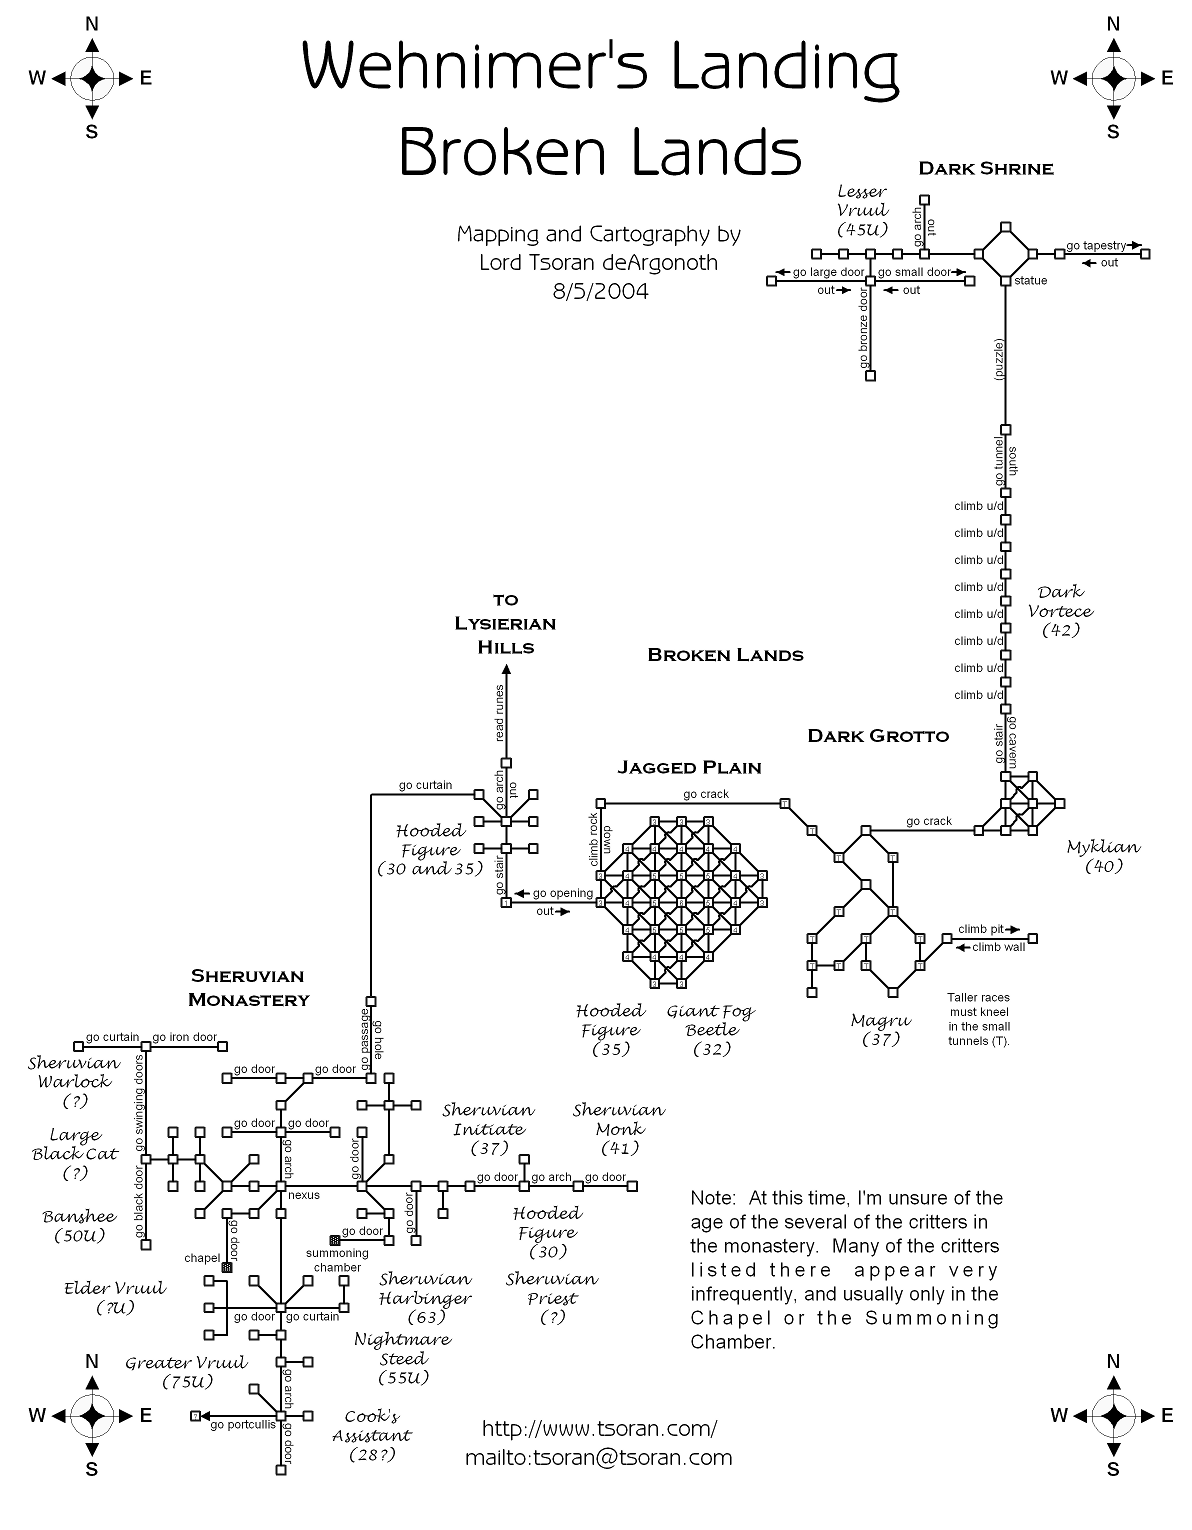 N
W E
S
N
W E
S
Wehnimer's Landing
Broken Lands
Mapping and Cartography by
Lord Tsoran deArgonoth
8/5/2004
DARK SHRINE
Lesser
Vruul
(45U)
go arch
out
go tapestry
out
go large door
go small door
out
out
go bronze door
statue
(puzzle)
go tunnel
south
climb u/d
climb u/d
climb u/d
climb u/d
climb u/d
climb u/d
climb u/d
climb u/d
Dark
Vortece
(42)
go stair
go cavern
TO
LYSIERIAN
HILLS
read runes
go arch
out
go curtain
Hooded
Figure
(30 and 35)
go stair
go opening
out
BROKEN LANDS
JAGGED PLAIN
go crack
climb rock
down
Hooded
Figure
(35)
Giant Fog
Beetle
(32)
DARK GROTTO
go crack
Myklian
(40)
climb pit
climb wall
Magru
(37)
Taller races
must kneel
in the small
tunnels (T).
SHERUVIAN
MONASTERY
go passage
go hole
go curtain
go iron door
Sheruvian
Warlock
(?)
go swinging doors
go door
go door
Large
Black Cat
(?)
go door
go door
go arch
go door
Sheruvian
Initiate
(37)
Sheruvian
Monk
(41)
go door
go arch
go door
nexus
go black door
Banshee
(50U)
go door
chapel
go door
summoning
chamber
go door
Hooded
Figure
(30)
Elder Vruul
(?U)
Sheruvian
Harbinger
(63)
Sheruvian
Priest
(?)
go door
go curtain
Nightmare
Steed
(55U)
Greater Vruul
(75U)
go arch
go portcullis
go door
Cook's
Assistant
(28?)
Note: At this time, I'm unsure of the
age of the several of the critters in
the monastery. Many of the critters
listed there appear very
infrequently, and usually only in the
Chapel or the Summoning
Chamber.
N
W E
S
http://www.tsoran.com/
mailto:tsoran@tsoran.com
N
W E
S